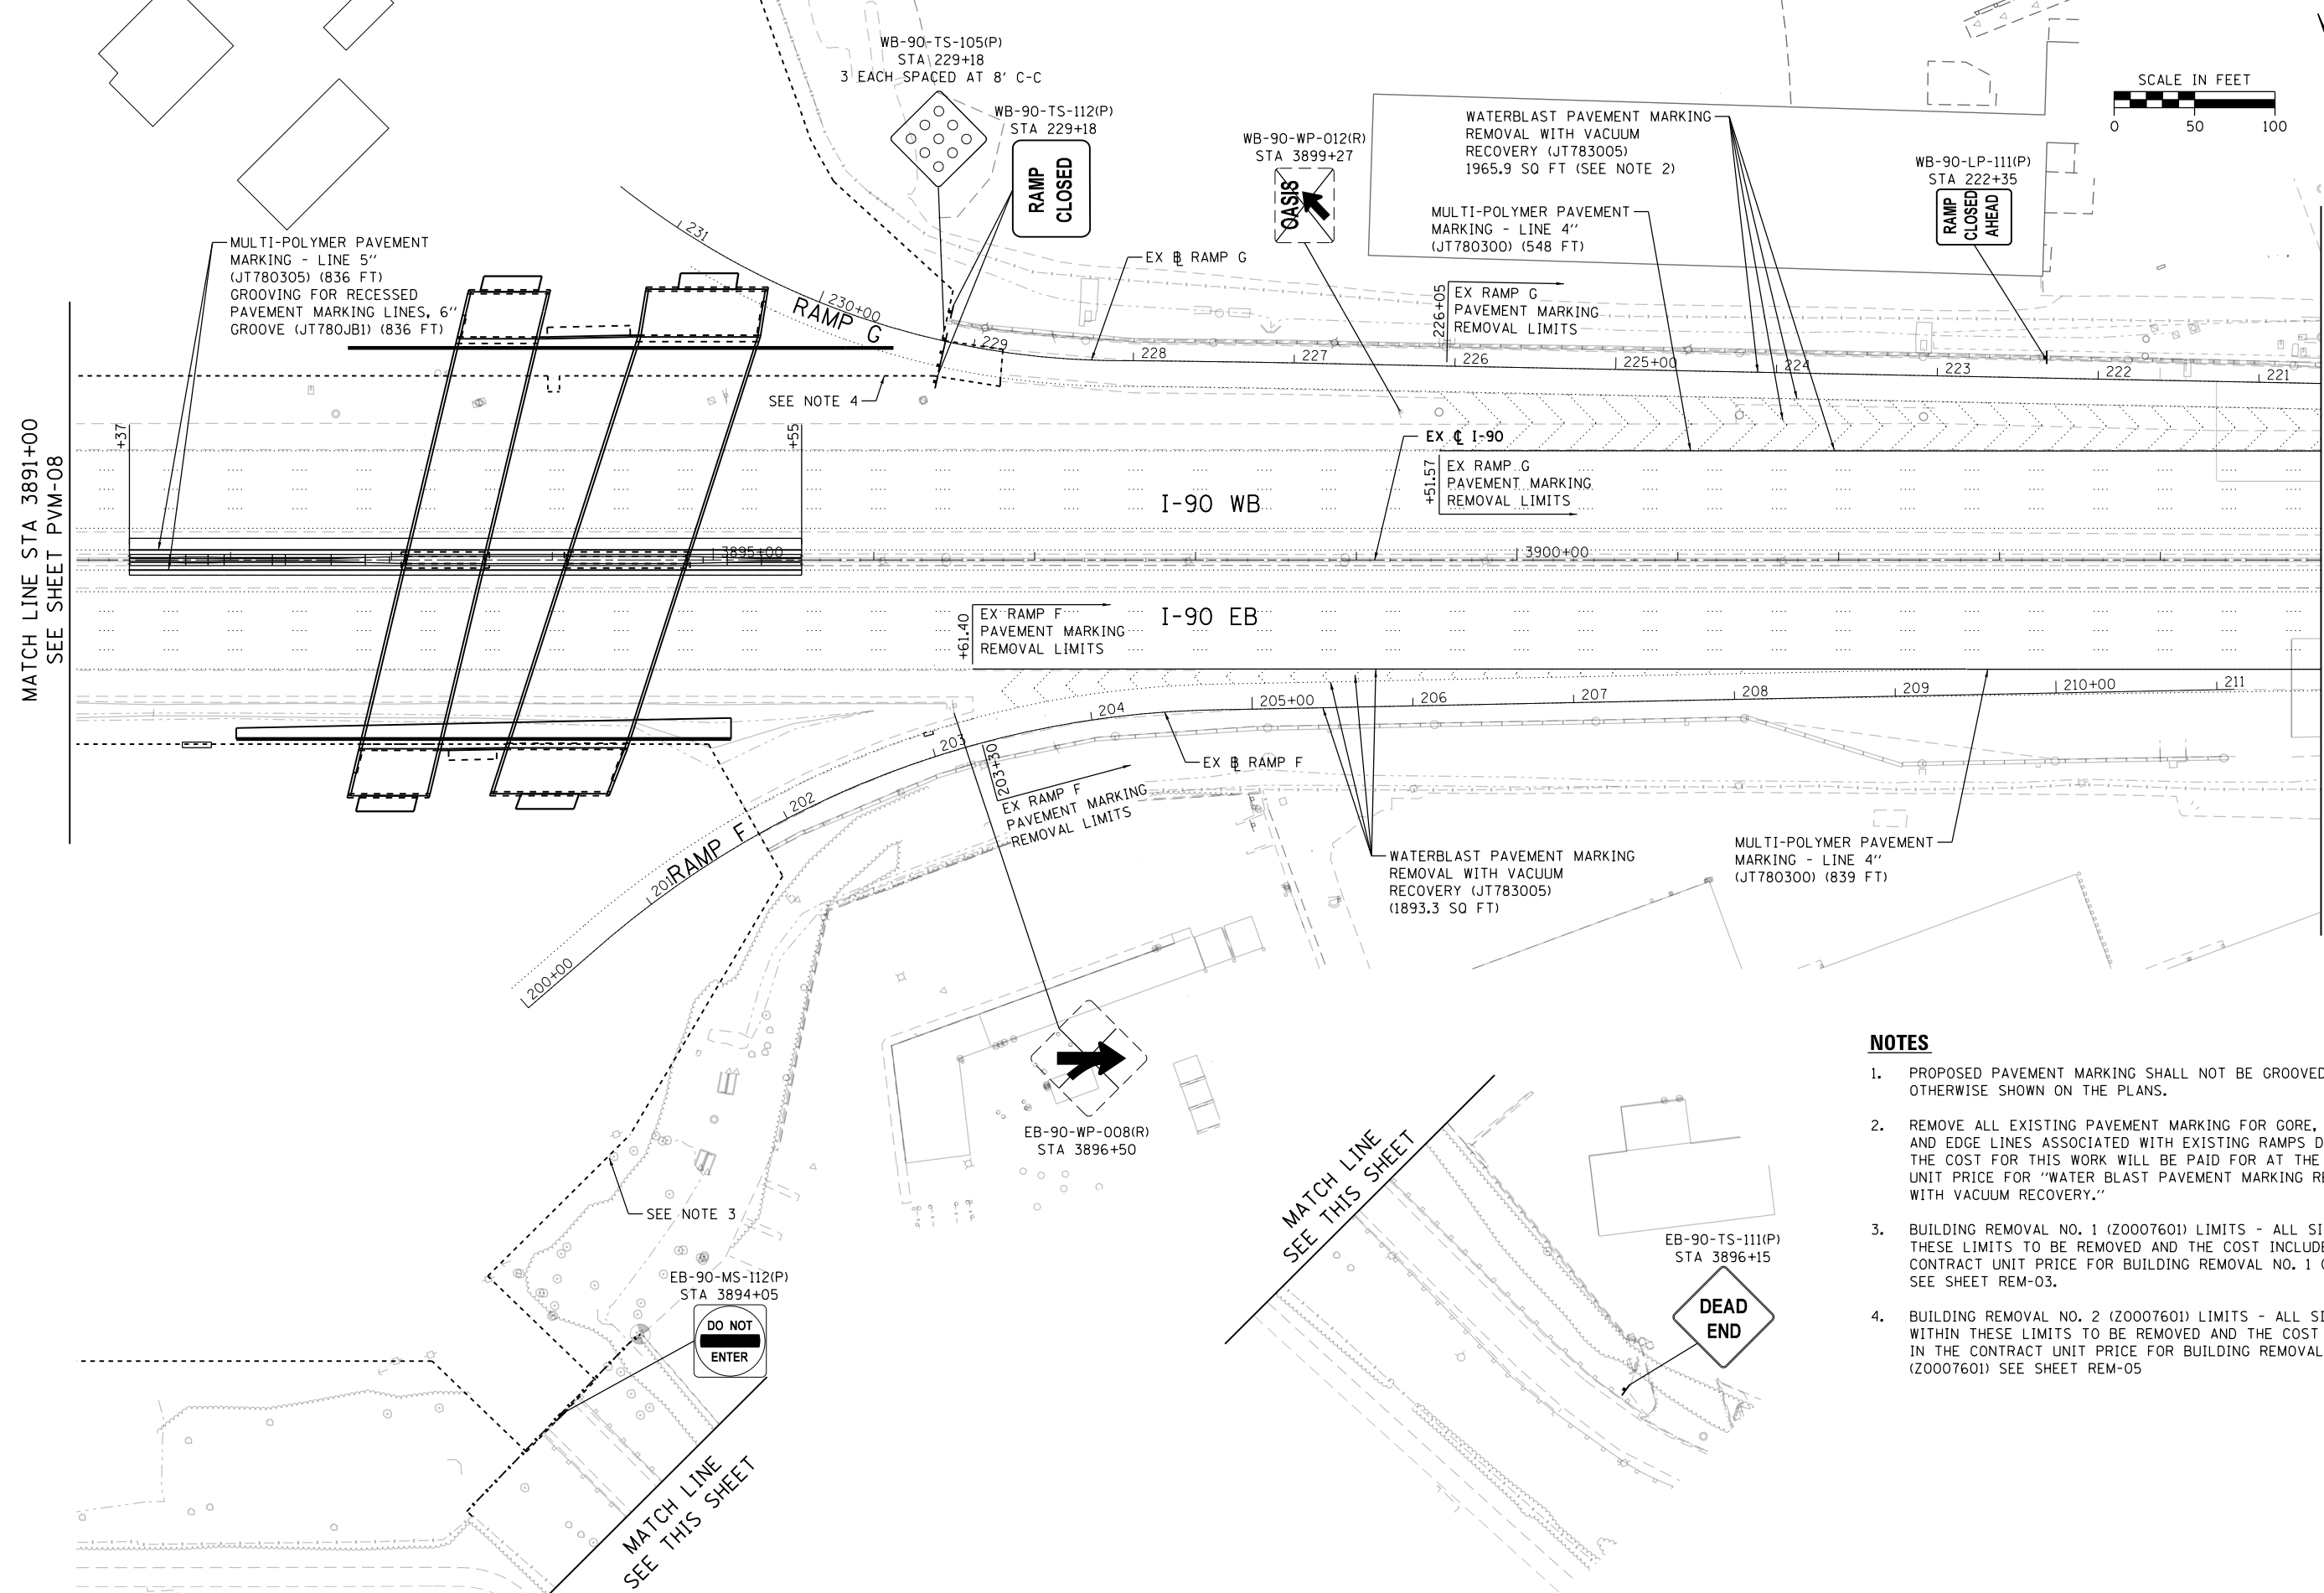 WB-90-TS-105(P)
STA 229+18
3 EACH SPACED AT 8' C-C
WB-90-TS-112(P)
STA 229+18
RAMP
CLOSED
WB-90-WP-012(R)
STA 3899+27
OASIS
WATERBLAST PAVEMENT MARKING
REMOVAL WITH VACUUM
RECOVERY (JT783005)
1965.9 SQ FT (SEE NOTE 2)
MULTI-POLYMER PAVEMENT
MARKING - LINE 4''
(JT780300) (548 FT)
WB-90-LP-111(P)
STA 222+35
RAMP
CLOSED
AHEAD
SCALE IN FEET
0 50 100
MULTI-POLYMER PAVEMENT
MARKING - LINE 5''
(JT780305) (836 FT)
GROOVING FOR RECESSED
PAVEMENT MARKING LINES, 6''
GROOVE (JT780JB1) (836 FT)
231
230+00
RAMP G
EX BL RAMP G
226+05
EX RAMP G
PAVEMENT MARKING
REMOVAL LIMITS
229
228
227
226
225+00
224
223
222
221
SEE NOTE 4
+37
+55
MATCH LINE STA 3891+00
SEE SHEET PVM-08
EX CL I-90
+51.57
EX RAMP G
PAVEMENT MARKING
REMOVAL LIMITS
I-90 WB
3895+00
3900+00
I-90 EB
+61.40
EX RAMP F
PAVEMENT MARKING
REMOVAL LIMITS
200+00
201
202
203
204
205+00
206
207
208
209
210+00
211
RAMP F
EX BL RAMP F
203+30
EX RAMP F
PAVEMENT MARKING
REMOVAL LIMITS
WATERBLAST PAVEMENT MARKING
REMOVAL WITH VACUUM
RECOVERY (JT783005)
(1893.3 SQ FT)
MULTI-POLYMER PAVEMENT
MARKING - LINE 4''
(JT780300) (839 FT)
EB-90-WP-008(R)
STA 3896+50
SEE NOTE 3
EB-90-MS-112(P)
STA 3894+05
DO NOT
ENTER
MATCH LINE
SEE THIS SHEET
MATCH LINE
SEE THIS SHEET
EB-90-TS-111(P)
STA 3896+15
DEAD
END
NOTES
1. PROPOSED PAVEMENT MARKING SHALL NOT BE GROOVED
OTHERWISE SHOWN ON THE PLANS.
2. REMOVE ALL EXISTING PAVEMENT MARKING FOR GORE,
AND EDGE LINES ASSOCIATED WITH EXISTING RAMPS D
THE COST FOR THIS WORK WILL BE PAID FOR AT THE
UNIT PRICE FOR ''WATER BLAST PAVEMENT MARKING RE
WITH VACUUM RECOVERY.''
3. BUILDING REMOVAL NO. 1 (Z0007601) LIMITS - ALL SI
THESE LIMITS TO BE REMOVED AND THE COST INCLUDE
CONTRACT UNIT PRICE FOR BUILDING REMOVAL NO. 1 (
SEE SHEET REM-03.
4. BUILDING REMOVAL NO. 2 (Z0007601) LIMITS - ALL SI
WITHIN THESE LIMITS TO BE REMOVED AND THE COST
IN THE CONTRACT UNIT PRICE FOR BUILDING REMOVAL
(Z0007601) SEE SHEET REM-05